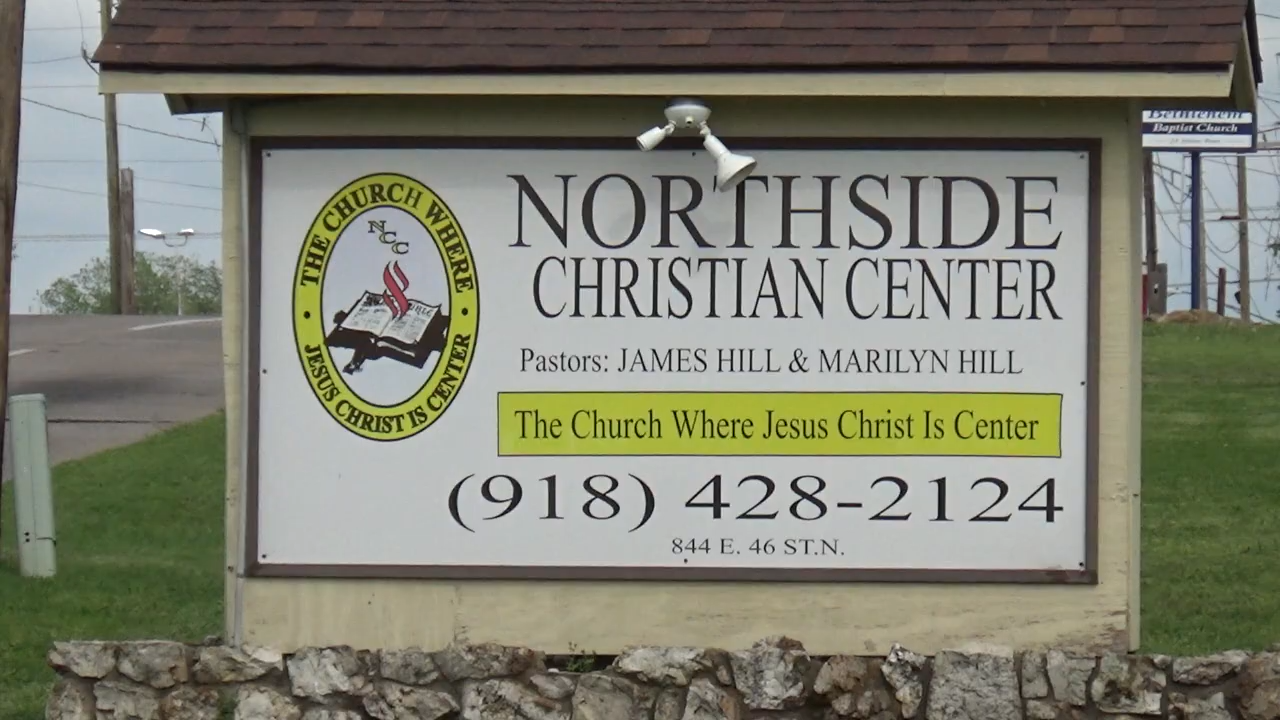 THE CHURCH WHERE
NCC
JESUS CHRIST IS CENTER
NORTHSIDE
CHRISTIAN CENTER
Pastors: JAMES HILL & MARILYN HILL
The Church Where Jesus Christ Is Center
(918) 428-2124
844 E. 46 ST.N.
Bethlehem
Baptist Church